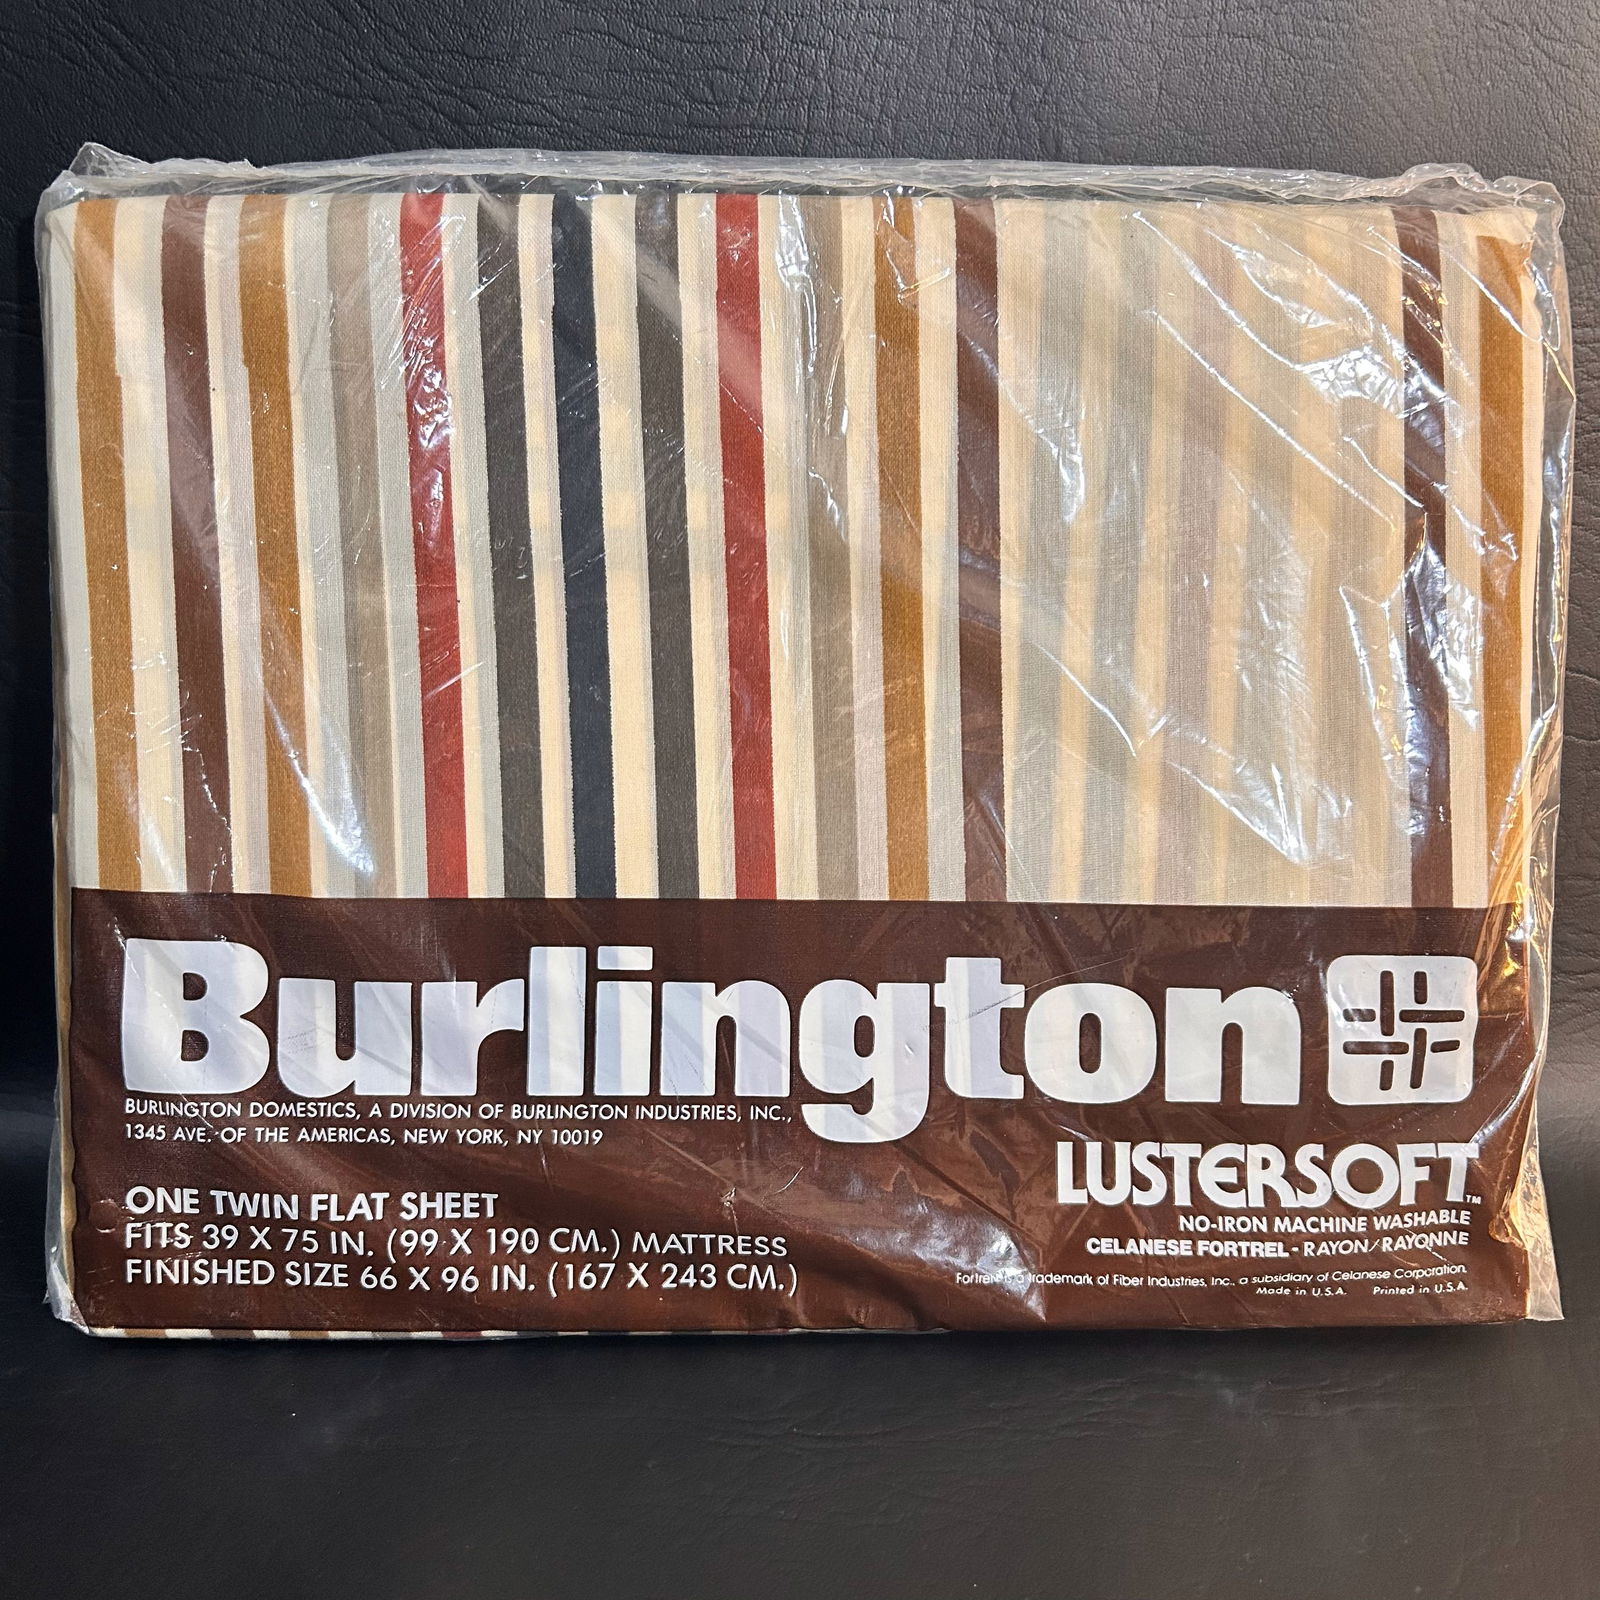 Burlington
BURLINGTON DOMESTICS, A DIVISION OF BURLINGTON INDUSTRIES, INC.,
1345 AVE. OF THE AMERICAS, NEW YORK, NY 10019
ONE TWIN FLAT SHEET
FITS 39 X 75 IN. (99 X 190 CM.) MATTRESS
FINISHED SIZE 66 X 96 IN. (167 X 243 CM.)
LUSTERSOFT™
NO-IRON MACHINE WASHABLE
CELANESE FORTREL - RAYON/RAYONNE
Fortrel is a trademark of Fiber Industries, Inc., a subsidiary of Celanese Corporation.
Made in U.S.A. Printed in U.S.A.